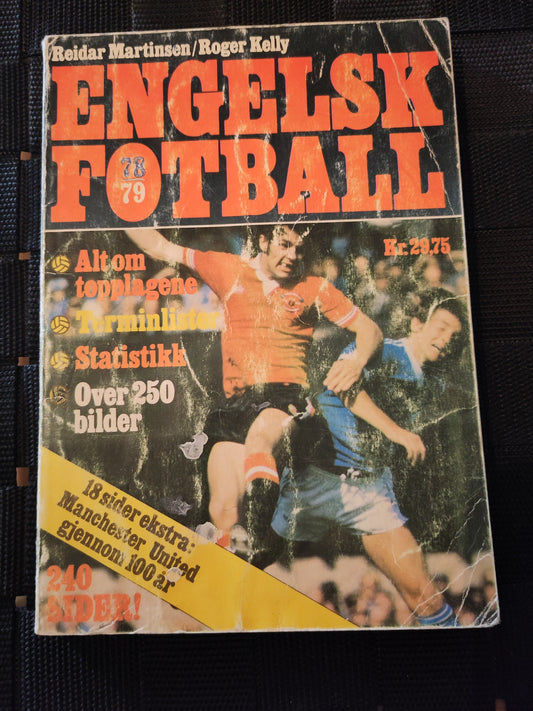 Reidar Martinsen/Roger Kelly
ENGELSK
FOTBALL
78
'79
Kr. 29,75
Alt om
topplagene
Terminlister
Statistikk
Over 250
bilder
18 sider ekstra:
Manchester United
gjennom 100 år
240
SIDER!